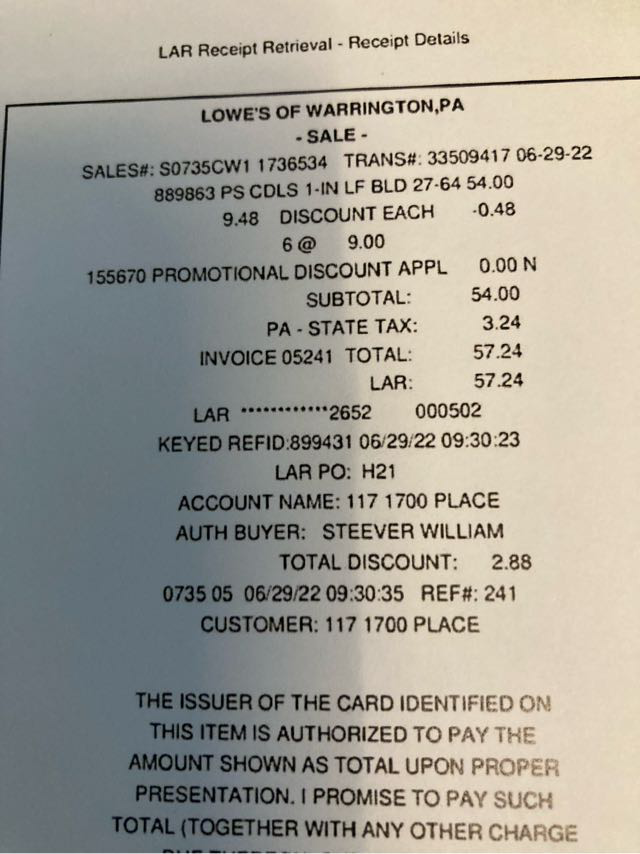 LAR Receipt Retrieval - Receipt Details
LOWE'S OF WARRINGTON,PA
- SALE -
SALES#: S0735CW1 1736534 TRANS#: 33509417 06-29-22
889863 PS CDLS 1-IN LF BLD 27-64 54.00
9.48 DISCOUNT EACH -0.48
6 @ 9.00
155670 PROMOTIONAL DISCOUNT APPL 0.00 N
SUBTOTAL: 54.00
PA - STATE TAX: 3.24
INVOICE 05241 TOTAL: 57.24
LAR: 57.24
LAR ************2652 000502
KEYED REFID:899431 06/29/22 09:30:23
LAR PO: H21
ACCOUNT NAME: 117 1700 PLACE
AUTH BUYER: STEEVER WILLIAM
TOTAL DISCOUNT: 2.88
0735 05 06/29/22 09:30:35 REF#: 241
CUSTOMER: 117 1700 PLACE
THE ISSUER OF THE CARD IDENTIFIED ON
THIS ITEM IS AUTHORIZED TO PAY THE
AMOUNT SHOWN AS TOTAL UPON PROPER
PRESENTATION. I PROMISE TO PAY SUCH
TOTAL (TOGETHER WITH ANY OTHER CHARGE